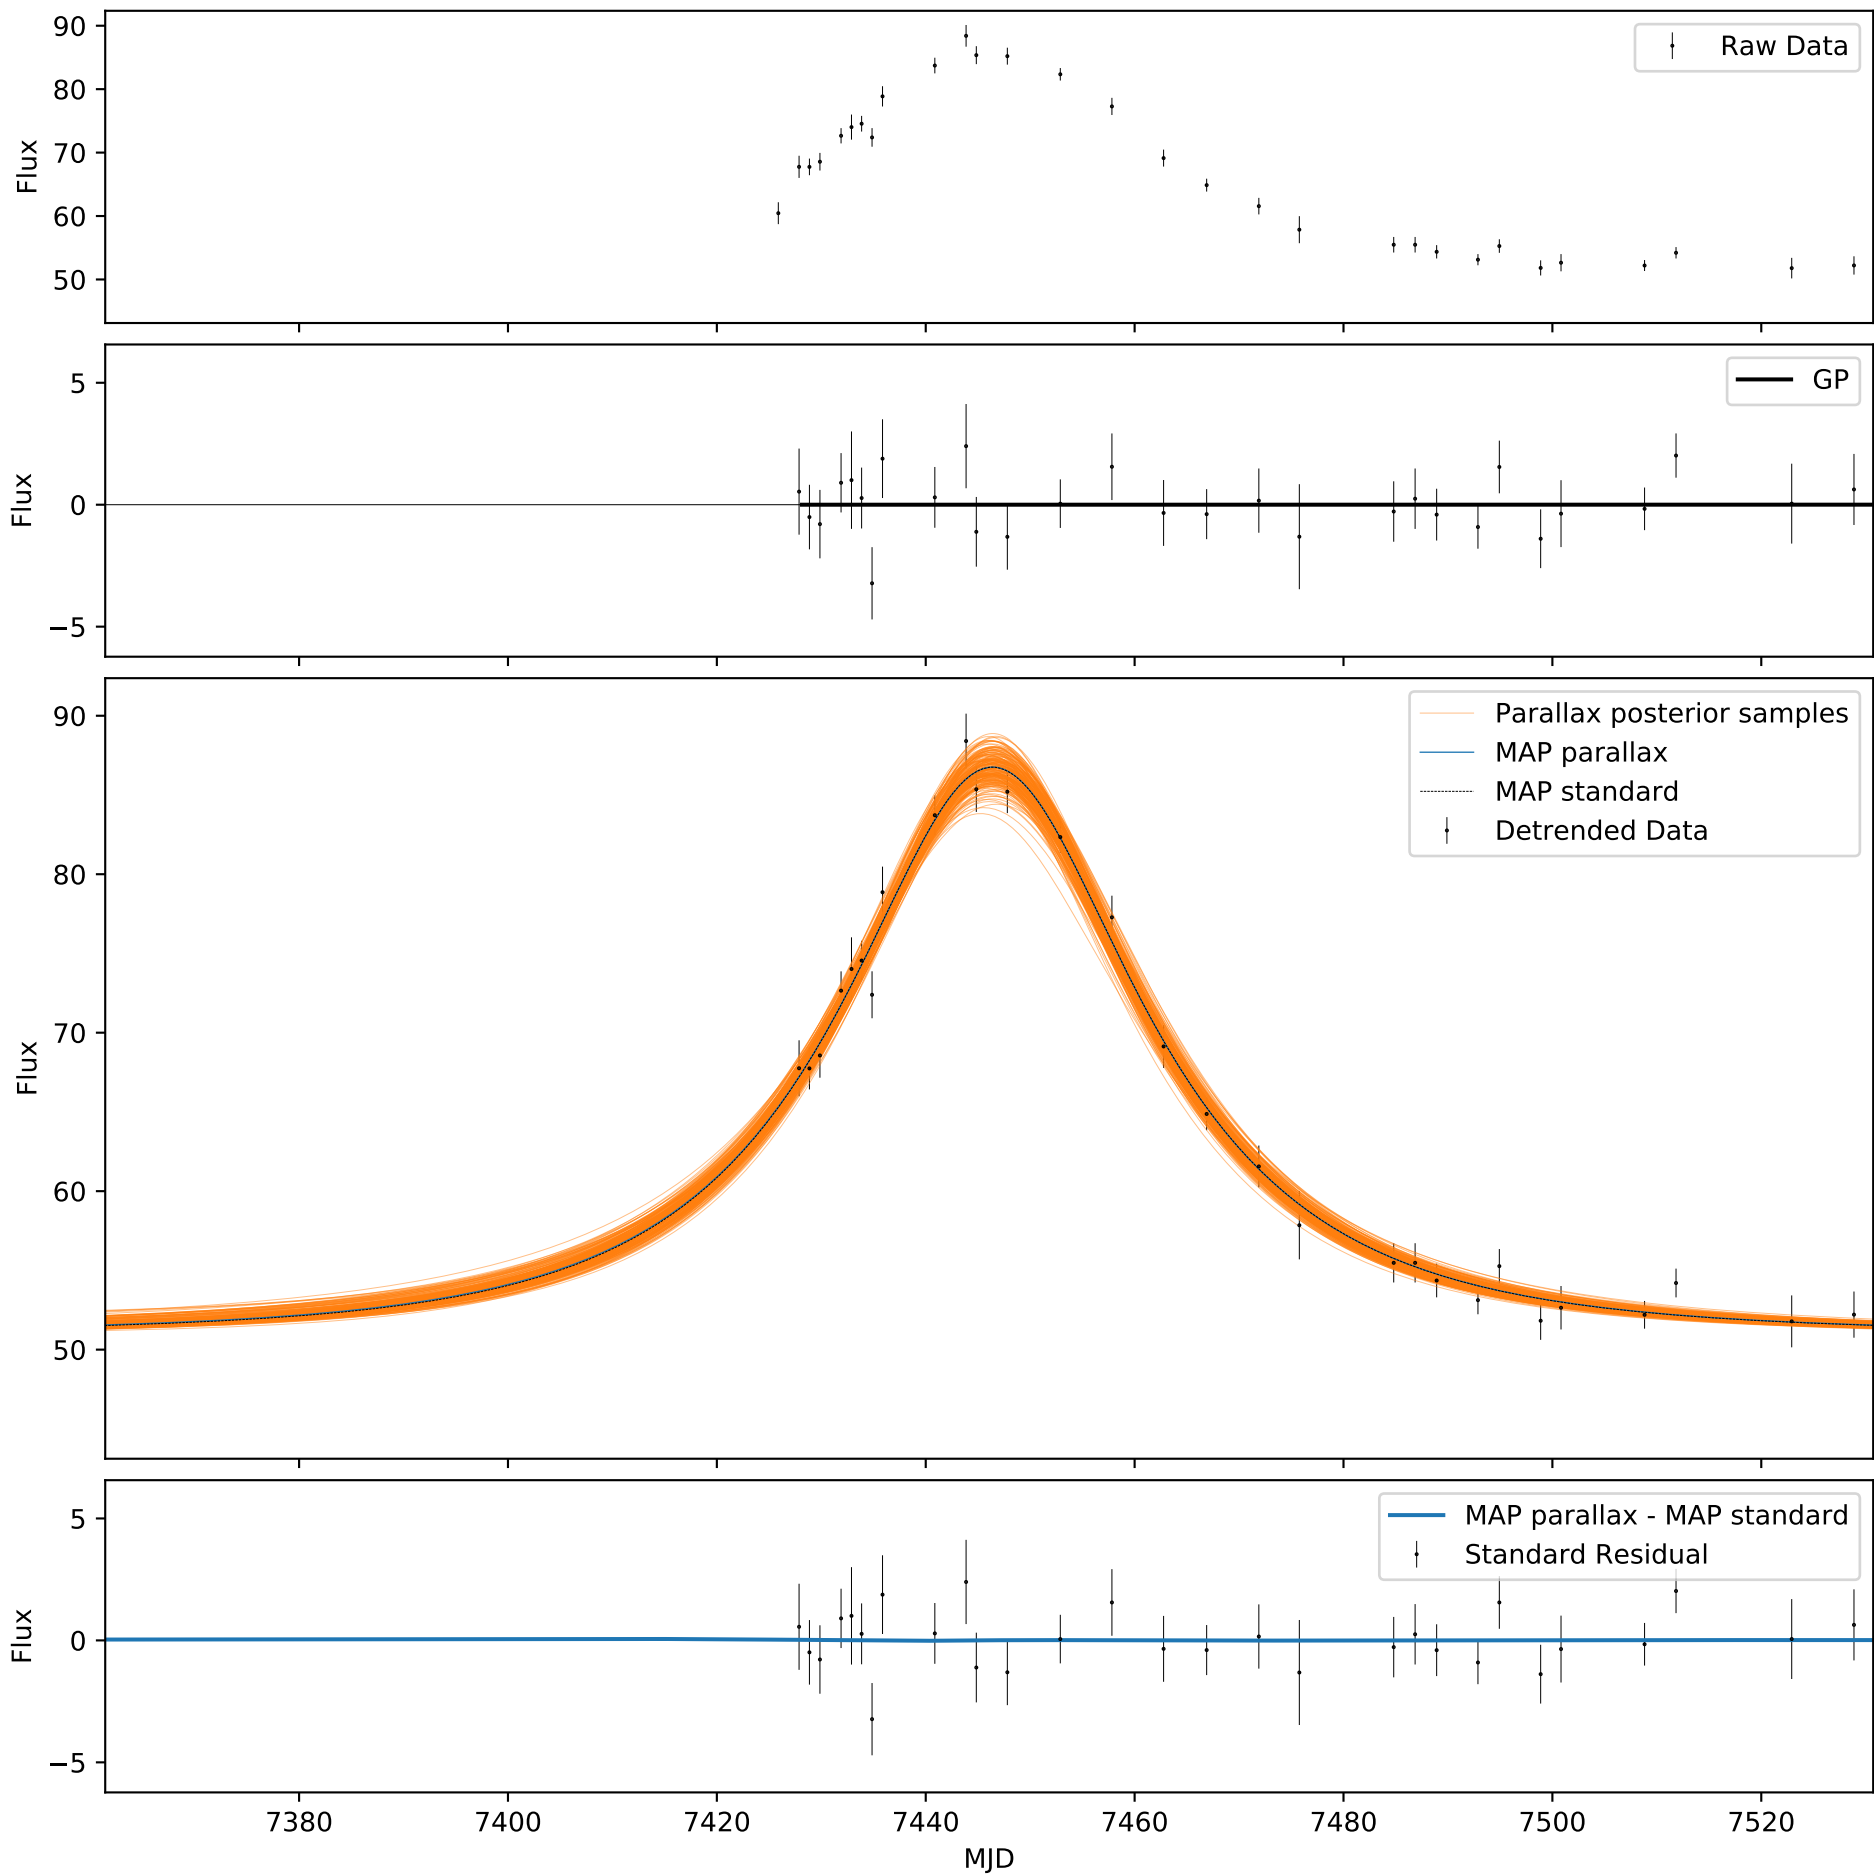 90
80
70
60
50
Flux
Raw Data
5
0
−5
Flux
GP
90
80
70
60
50
Flux
Parallax posterior samples
MAP parallax
MAP standard
Detrended Data
5
0
−5
Flux
MAP parallax - MAP standard
Standard Residual
7380 7400 7420 7440 7460 7480 7500 7520
MJD